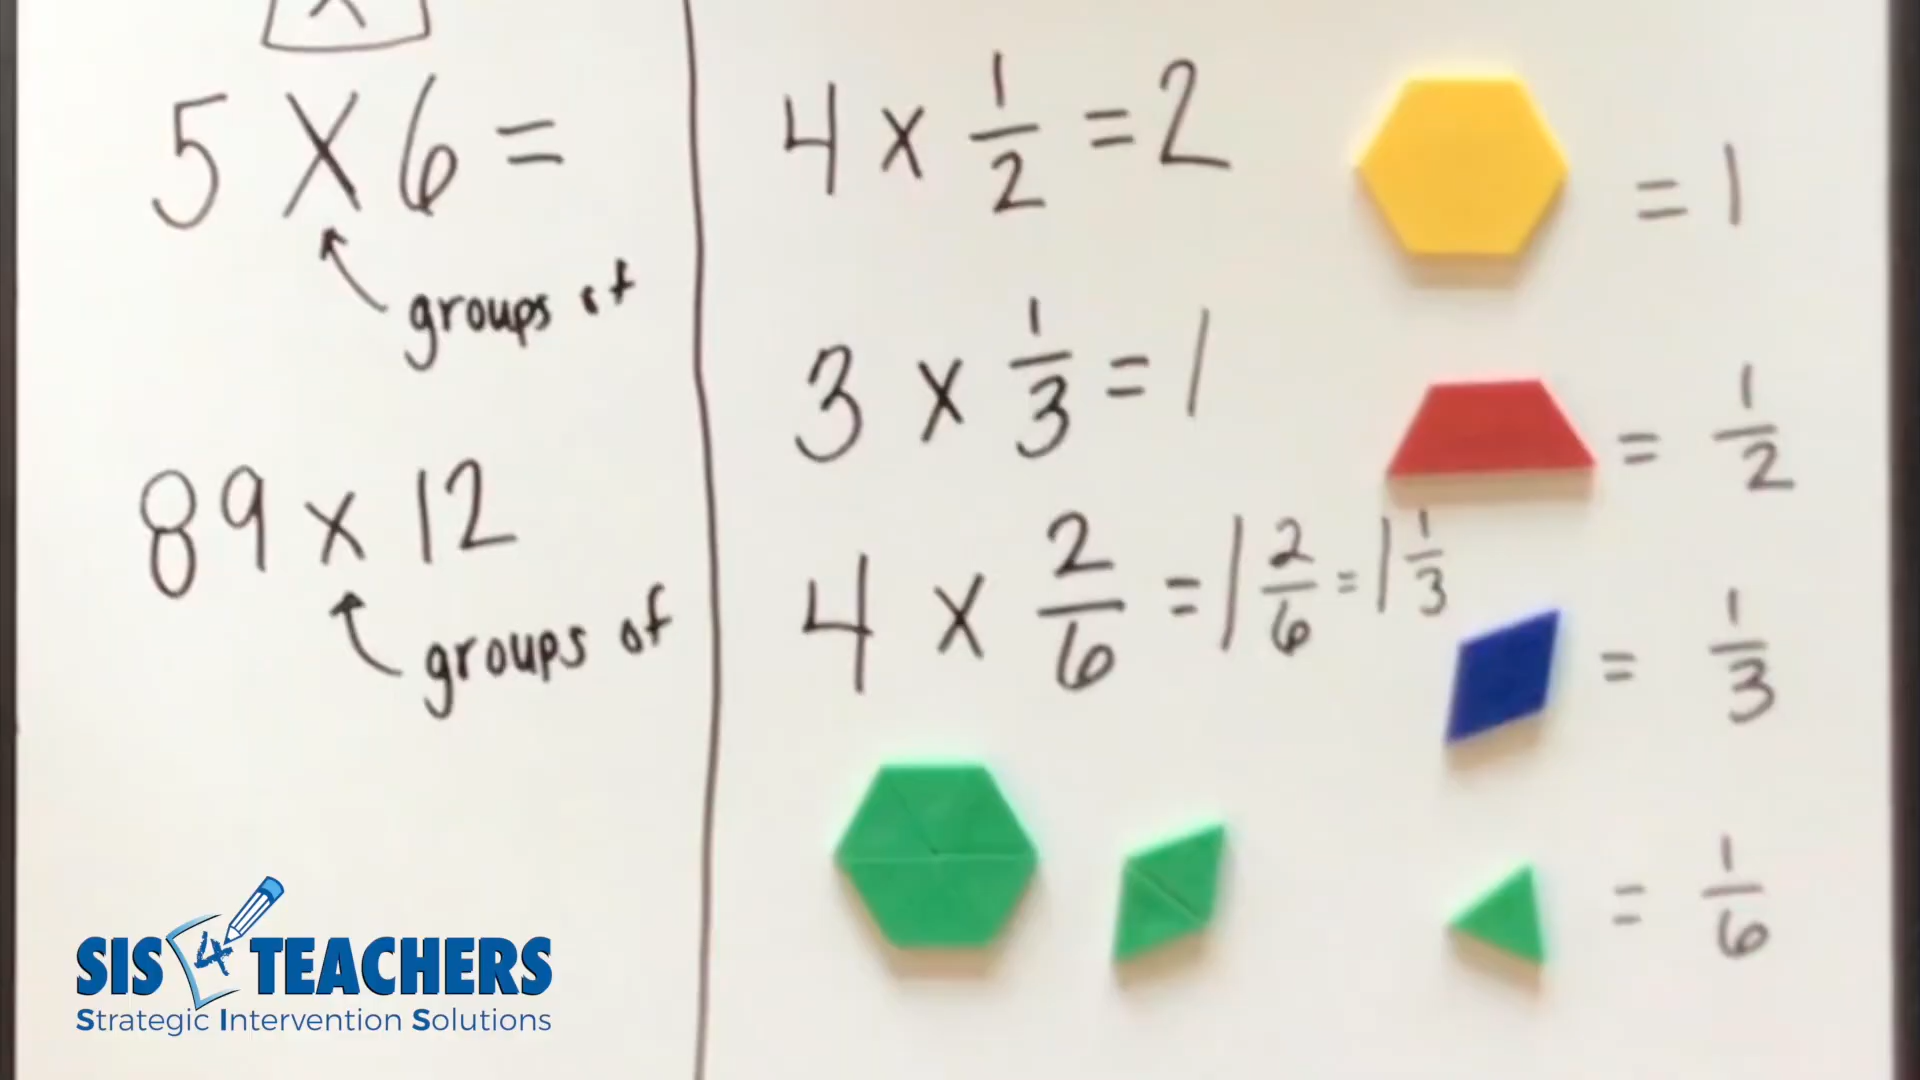 5 X 6 =
groups of
89 x 12
groups of
4 x 1/2 = 2
3 x 1/3 = 1
4 x 2/6 = 1 2/6 = 1 1/3
= 1
= 1/2
= 1/3
= 1/6
SIS 4 TEACHERS
Strategic Intervention Solutions